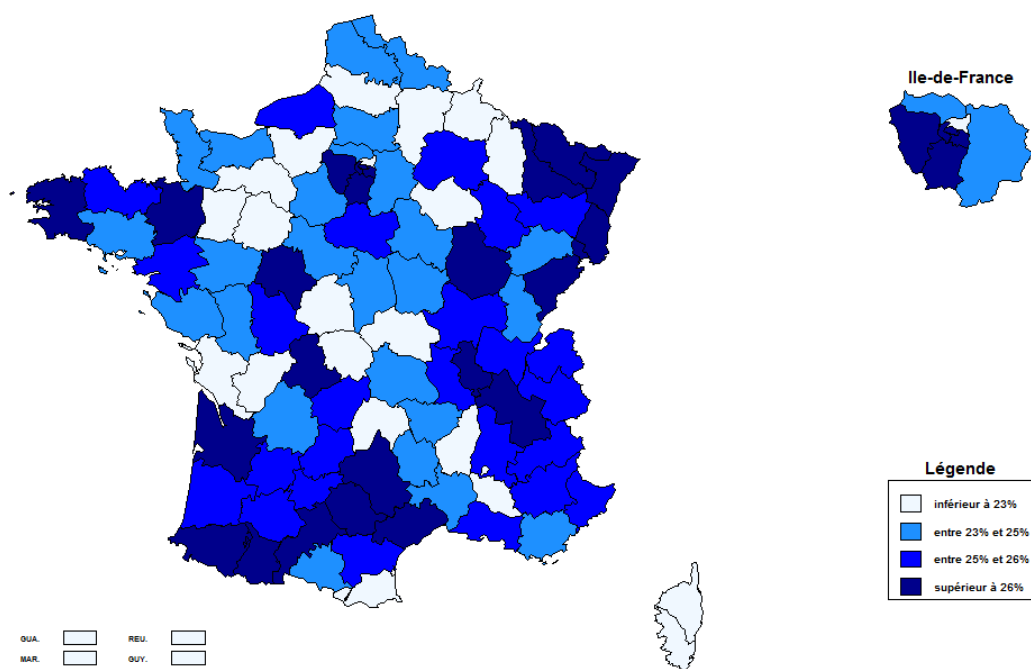 Ile-de-France
Légende
inférieur à 23%
entre 23% et 25%
entre 25% et 26%
supérieur à 26%
GUA. REU.
MAR. GUY.